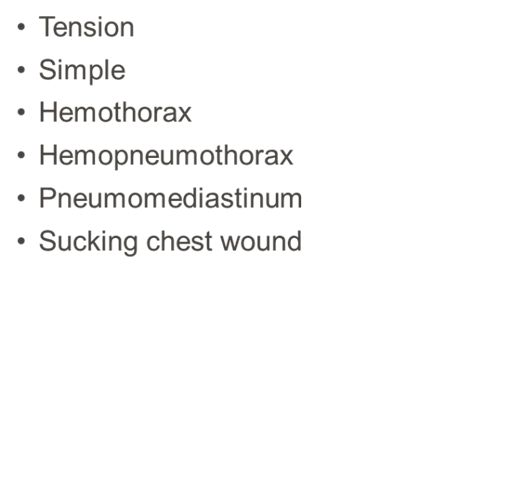 • Tension
• Simple
• Hemothorax
• Hemopneumothorax
• Pneumomediastinum
• Sucking chest wound